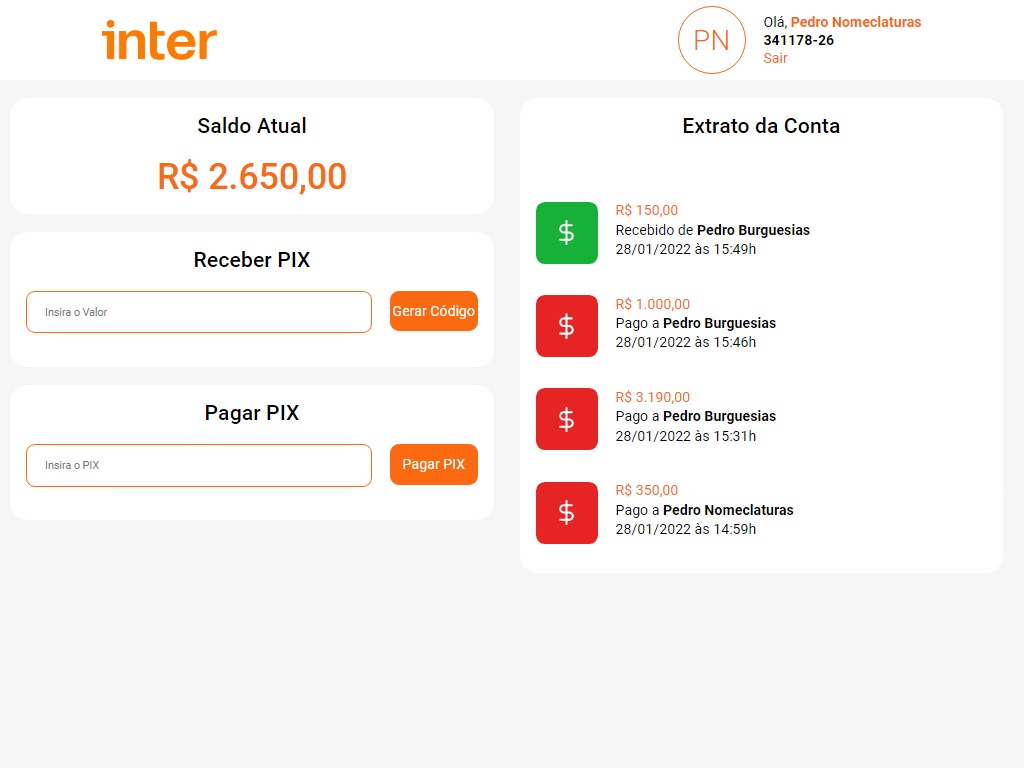 inter
PN
Olá, Pedro Nomeclaturas
341178-26
Sair
Saldo Atual
R$ 2.650,00
Receber PIX
Insira o Valor
Gerar Código
Pagar PIX
Insira o PIX
Pagar PIX
Extrato da Conta
$
R$ 150,00
Recebido de Pedro Burguesias
28/01/2022 às 15:49h
$
R$ 1.000,00
Pago a Pedro Burguesias
28/01/2022 às 15:46h
$
R$ 3.190,00
Pago a Pedro Burguesias
28/01/2022 às 15:31h
$
R$ 350,00
Pago a Pedro Nomeclaturas
28/01/2022 às 14:59h